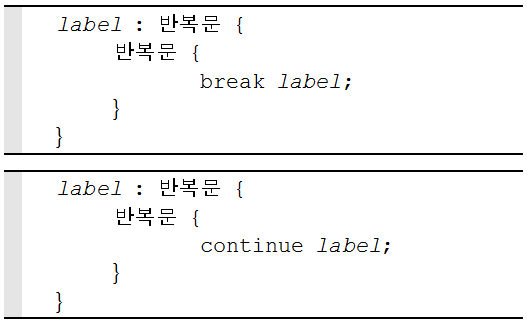 label : 반복문 {
반복문 {
break label;
}
}
label : 반복문 {
반복문 {
continue label;
}
}